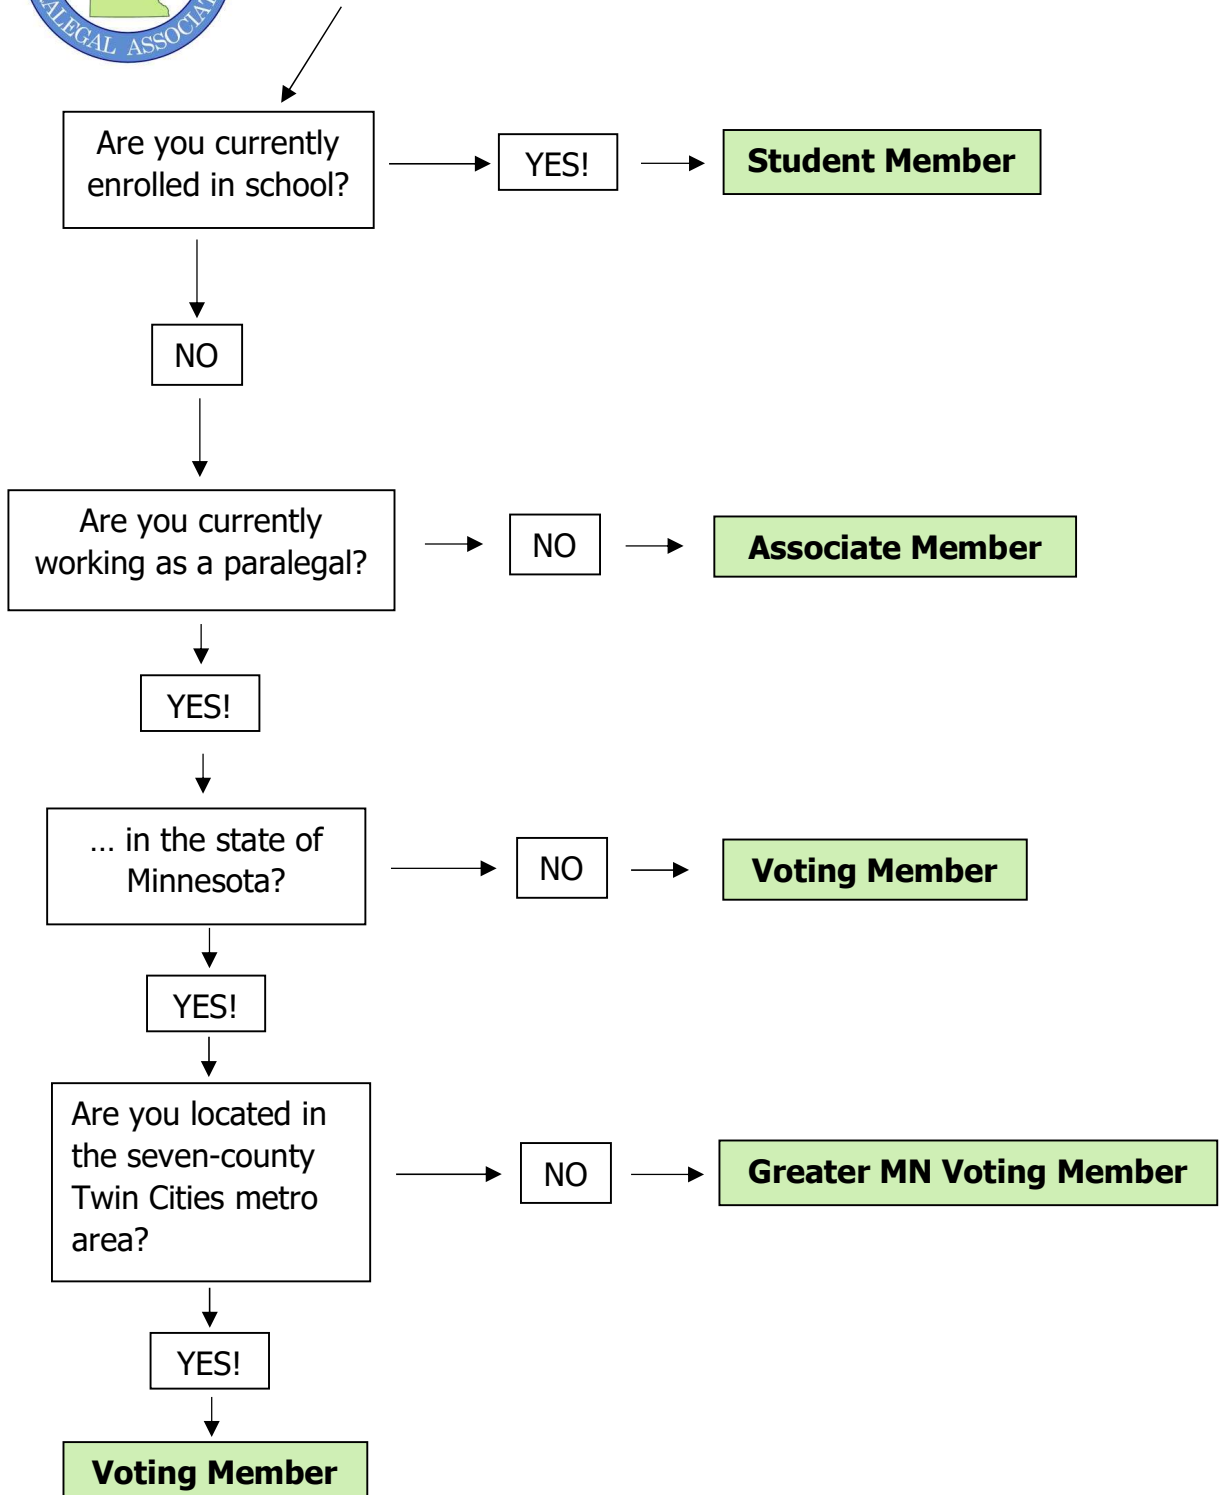 ALEGAL ASSOCIAT
Are you currently
enrolled in school?
YES!
Student Member
NO
Are you currently
working as a paralegal?
NO
Associate Member
YES!
… in the state of
Minnesota?
NO
Voting Member
YES!
Are you located in
the seven-county
Twin Cities metro
area?
NO
Greater MN Voting Member
YES!
Voting Member